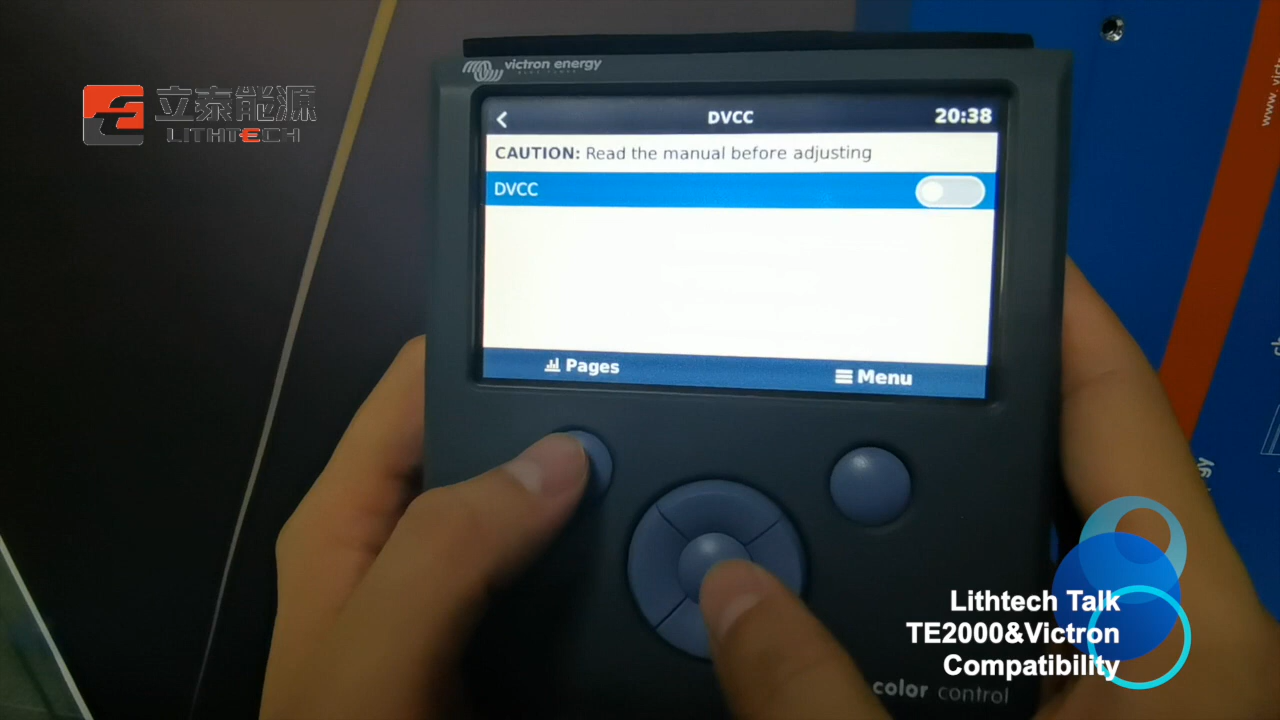 victron energy
立泰能源
LITHTECH
DVCC
20:38
CAUTION: Read the manual before adjusting
DVCC
Pages
Menu
Lithtech Talk
TE2000&Victron
Compatibility
color control